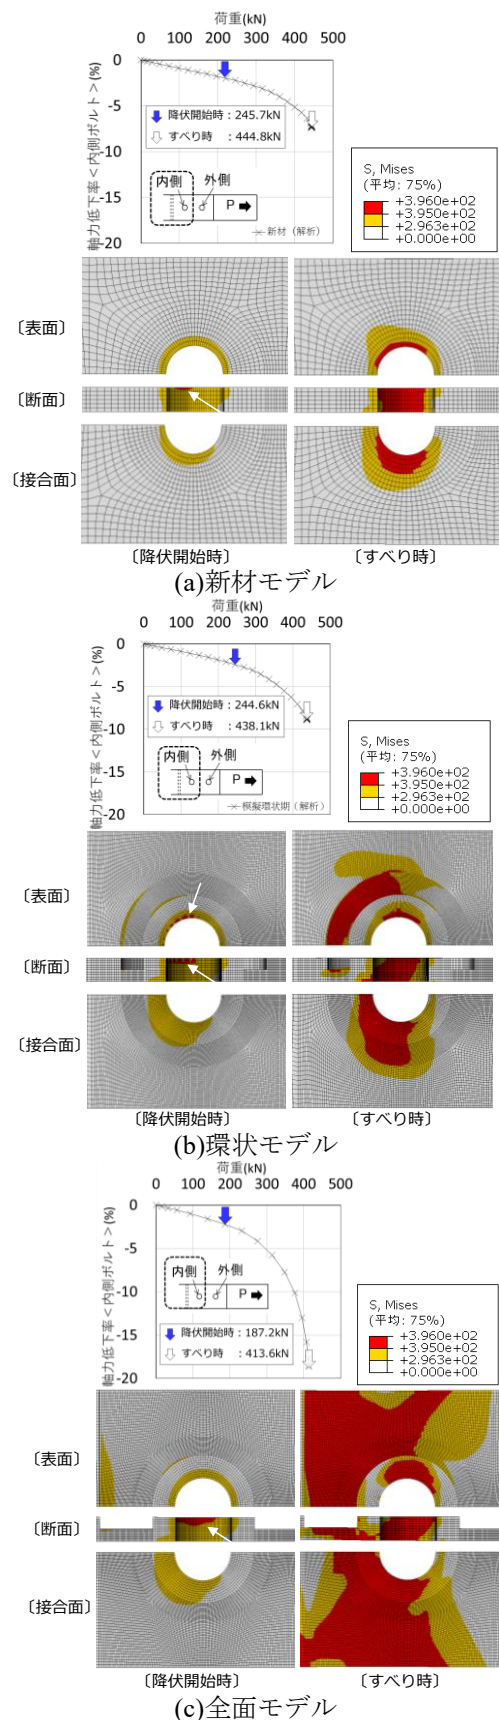 荷重(kN)
0 100 200 300 400 500
軸力低下率<内側ボルト>(%)
0
-5
-10
-15
-20
降伏開始時:245.7kN
すべり時 :444.8kN
内側 外側
P
新材(解析)
S, Mises
(平均: 75%)
+3.960e+02
+3.950e+02
+2.963e+02
+0.000e+00
〔表面〕
〔断面〕
〔接合面〕
〔降伏開始時〕 〔すべり時〕
(a)新材モデル
荷重(kN)
0 100 200 300 400 500
軸力低下率<内側ボルト>(%)
0
-5
-10
-15
-20
降伏開始時:244.6kN
すべり時 :438.1kN
内側 外側
P
模擬環状期(解析)
S, Mises
(平均: 75%)
+3.960e+02
+3.950e+02
+2.963e+02
+0.000e+00
〔表面〕
〔断面〕
〔接合面〕
〔降伏開始時〕 〔すべり時〕
(b)環状モデル
荷重(kN)
0 100 200 300 400 500
軸力低下率<内側ボルト>(%)
0
-5
-10
-15
-20
内側 外側
P
降伏開始時:187.2kN
すべり時 :413.6kN
S, Mises
(平均: 75%)
+3.960e+02
+3.950e+02
+2.963e+02
+0.000e+00
〔表面〕
〔断面〕
〔接合面〕
〔降伏開始時〕 〔すべり時〕
(c)全面モデル